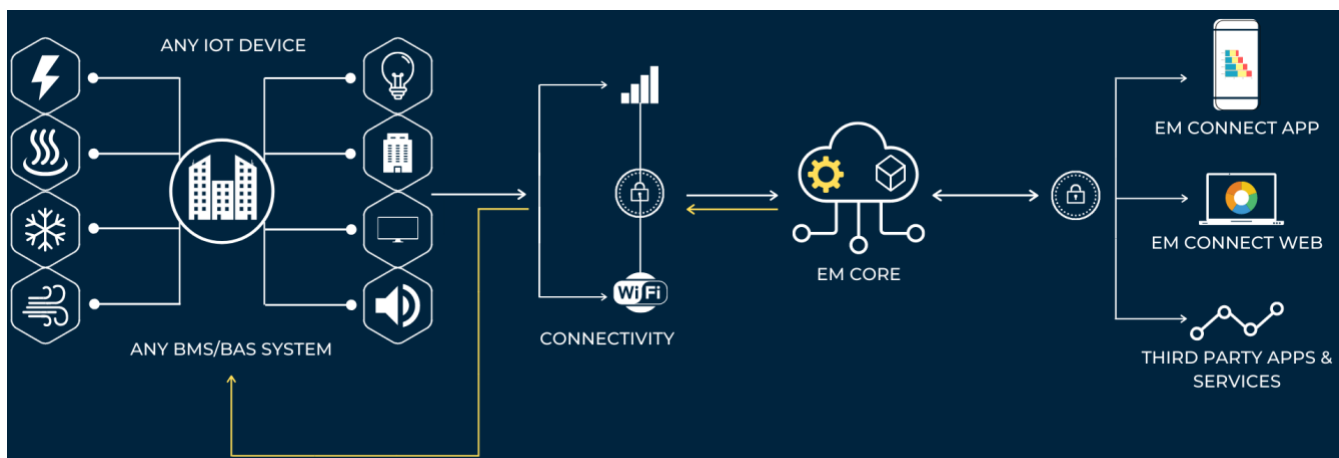 ANY IOT DEVICE
ANY BMS/BAS SYSTEM
WiFi
CONNECTIVITY
EM CORE
EM CONNECT APP
EM CONNECT WEB
THIRD PARTY APPS &
SERVICES